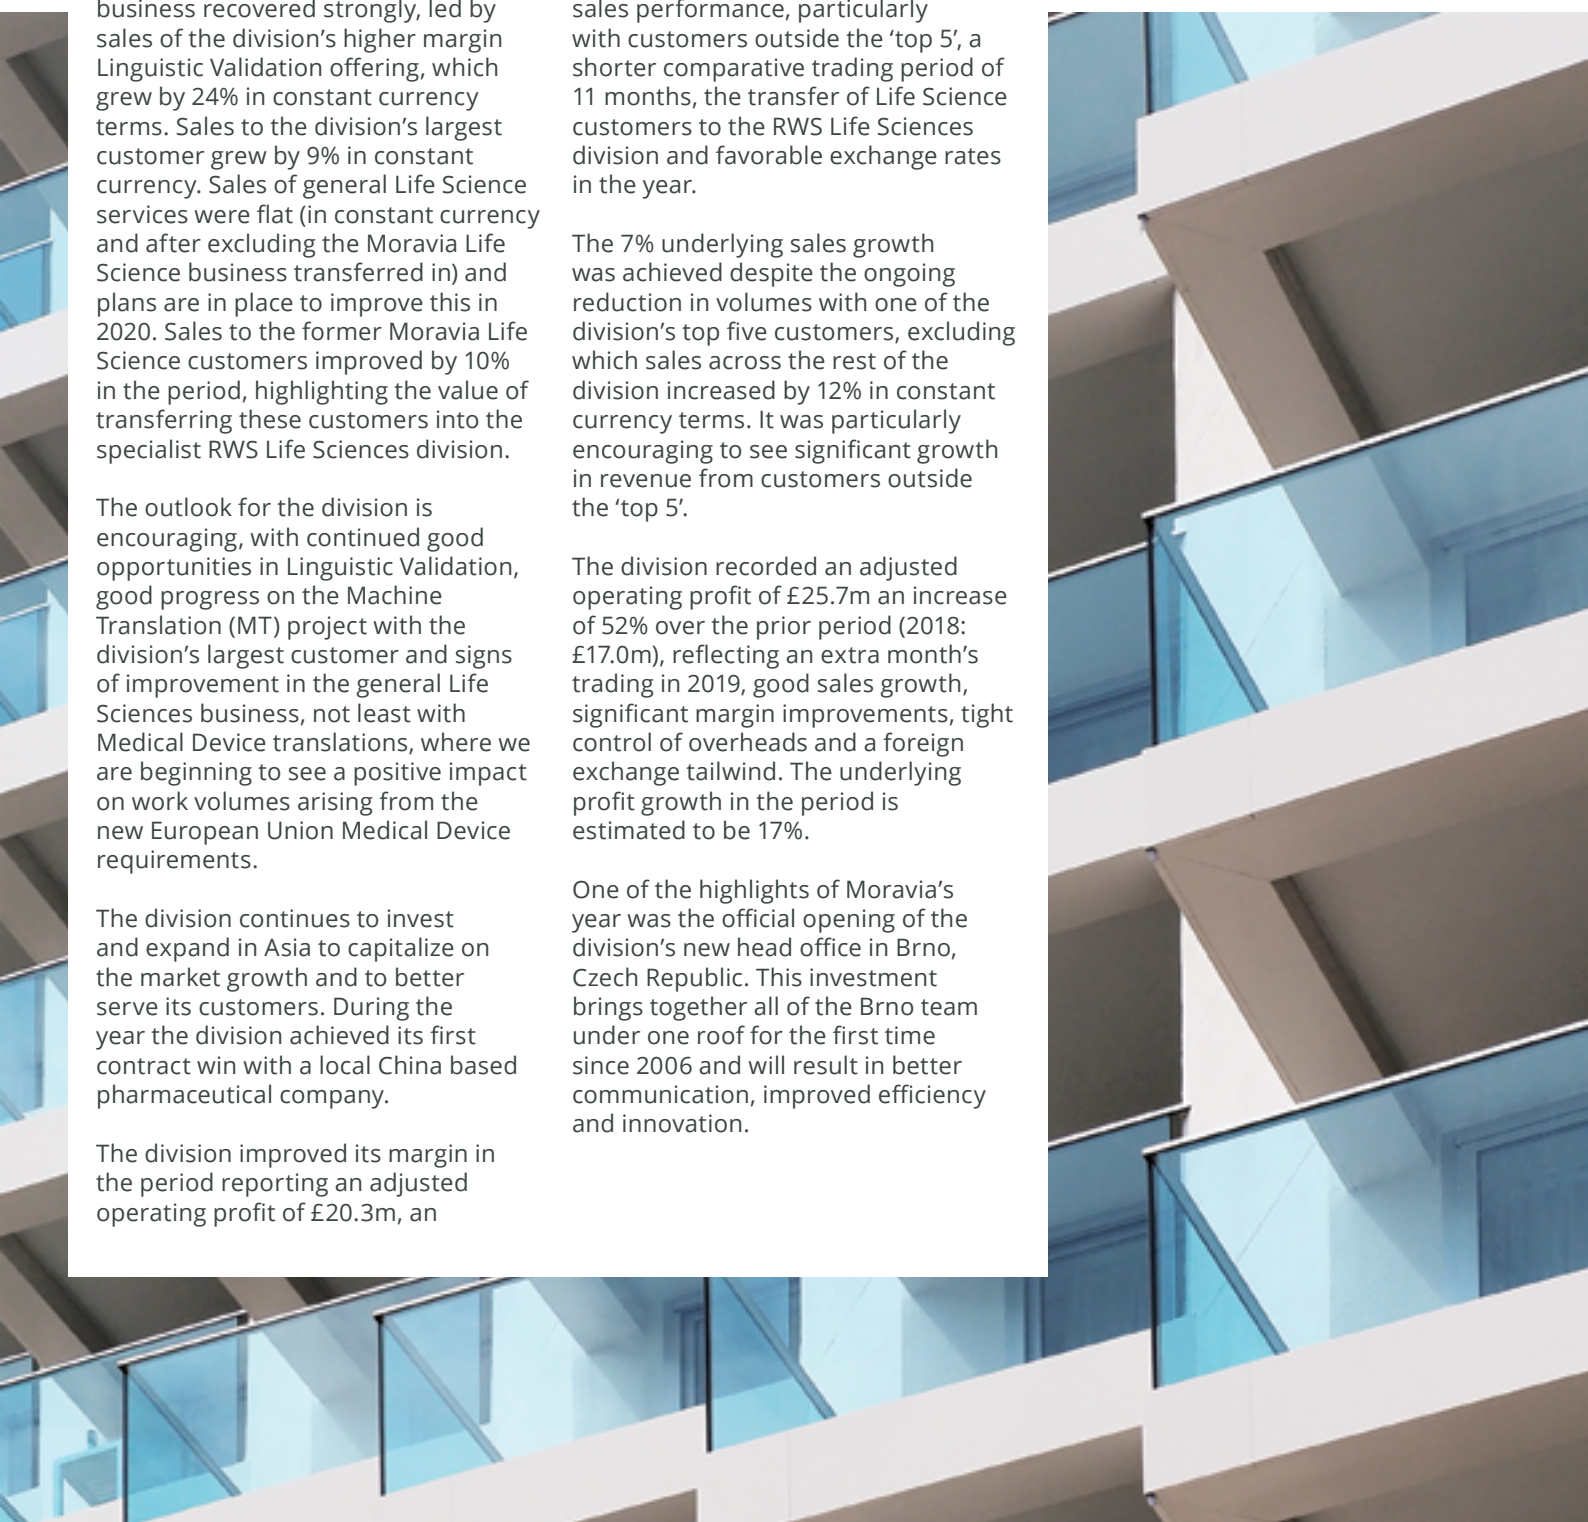 business recovered strongly, led by
sales of the division’s higher margin
Linguistic Validation offering, which
grew by 24% in constant currency
terms. Sales to the division’s largest
customer grew by 9% in constant
currency. Sales of general Life Science
services were flat (in constant currency
and after excluding the Moravia Life
Science business transferred in) and
plans are in place to improve this in
2020. Sales to the former Moravia Life
Science customers improved by 10%
in the period, highlighting the value of
transferring these customers into the
specialist RWS Life Sciences division.
The outlook for the division is
encouraging, with continued good
opportunities in Linguistic Validation,
good progress on the Machine
Translation (MT) project with the
division’s largest customer and signs
of improvement in the general Life
Sciences business, not least with
Medical Device translations, where we
are beginning to see a positive impact
on work volumes arising from the
new European Union Medical Device
requirements.
The division continues to invest
and expand in Asia to capitalize on
the market growth and to better
serve its customers. During the
year the division achieved its first
contract win with a local China based
pharmaceutical company.
The division improved its margin in
the period reporting an adjusted
operating profit of £20.3m, an
sales performance, particularly
with customers outside the ‘top 5’, a
shorter comparative trading period of
11 months, the transfer of Life Science
customers to the RWS Life Sciences
division and favorable exchange rates
in the year.
The 7% underlying sales growth
was achieved despite the ongoing
reduction in volumes with one of the
division’s top five customers, excluding
which sales across the rest of the
division increased by 12% in constant
currency terms. It was particularly
encouraging to see significant growth
in revenue from customers outside
the ‘top 5’.
The division recorded an adjusted
operating profit of £25.7m an increase
of 52% over the prior period (2018:
£17.0m), reflecting an extra month’s
trading in 2019, good sales growth,
significant margin improvements, tight
control of overheads and a foreign
exchange tailwind. The underlying
profit growth in the period is
estimated to be 17%.
One of the highlights of Moravia’s
year was the official opening of the
division’s new head office in Brno,
Czech Republic. This investment
brings together all of the Brno team
under one roof for the first time
since 2006 and will result in better
communication, improved efficiency
and innovation.